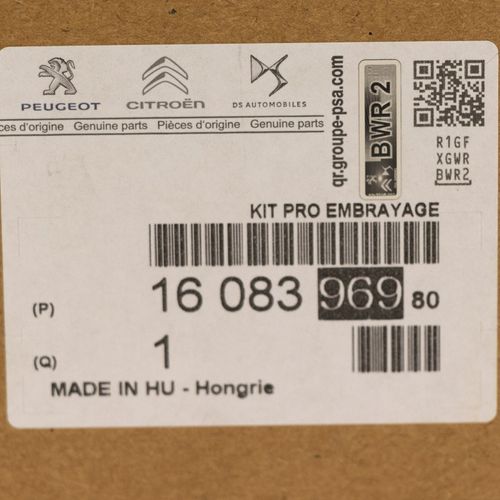 PEUGEOT CITROËN DS AUTOMOBILES
ces d'origine Genuine parts Pièces d'origine Genuine parts
qr.groupe-psa.com
BWR 2
R1GF
XGWR
BWR2
KIT PRO EMBRAYAGE
(P) 16 083 969 80
(Q) 1
MADE IN HU - Hongrie